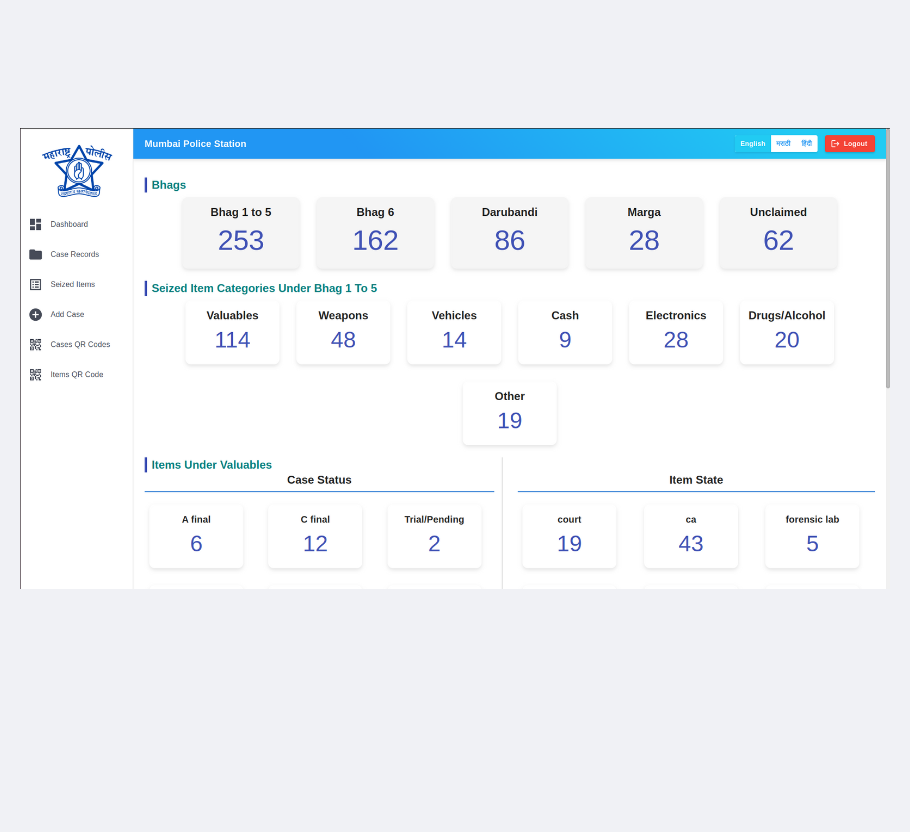 महाराष्ट्र पोलीस
Mumbai Police Station
English मराठी हिंदी Logout
Dashboard
Case Records
Seized Items
Add Case
Cases QR Codes
Items QR Code
Bhags
Bhag 1 to 5 Bhag 6 Darubandi Marga Unclaimed
253 162 86 28 62
Seized Item Categories Under Bhag 1 To 5
Valuables Weapons Vehicles Cash Electronics Drugs/Alcohol
114 48 14 9 28 20
Other
19
Items Under Valuables
Case Status Item State
A final C final Trial/Pending court ca forensic lab
6 12 2 19 43 5